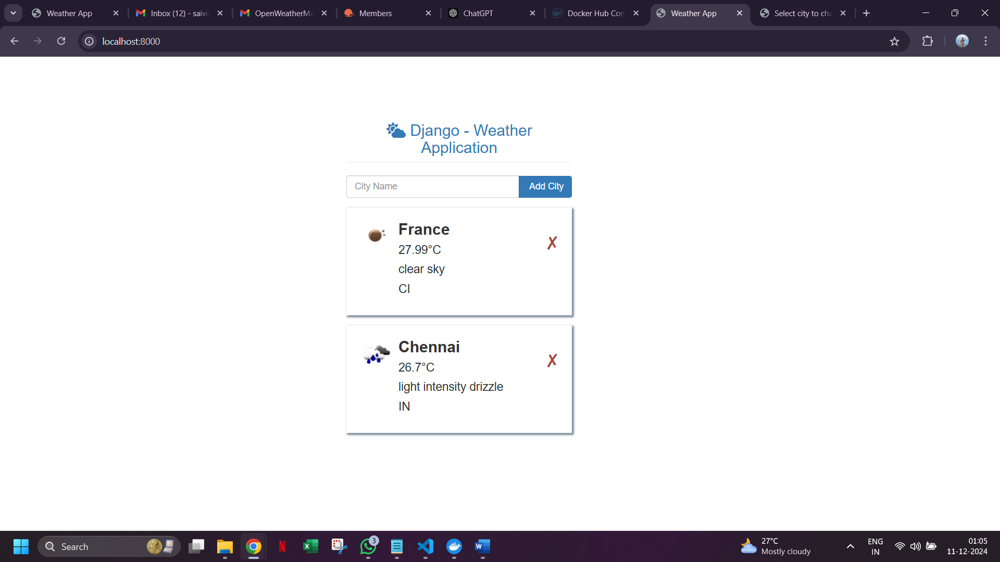 Weather App
Inbox (12) - saivi
OpenWeatherMa
Members
ChatGPT
Docker Hub Con
Weather App
Select city to cha
localhost:8000
Django - Weather
Application
City Name
Add City
France
27.99°C
clear sky
CI
✗
Chennai
26.7°C
light intensity drizzle
IN
✗
Search
3
27°C
Mostly cloudy
ENG
IN
01:05
11-12-2024